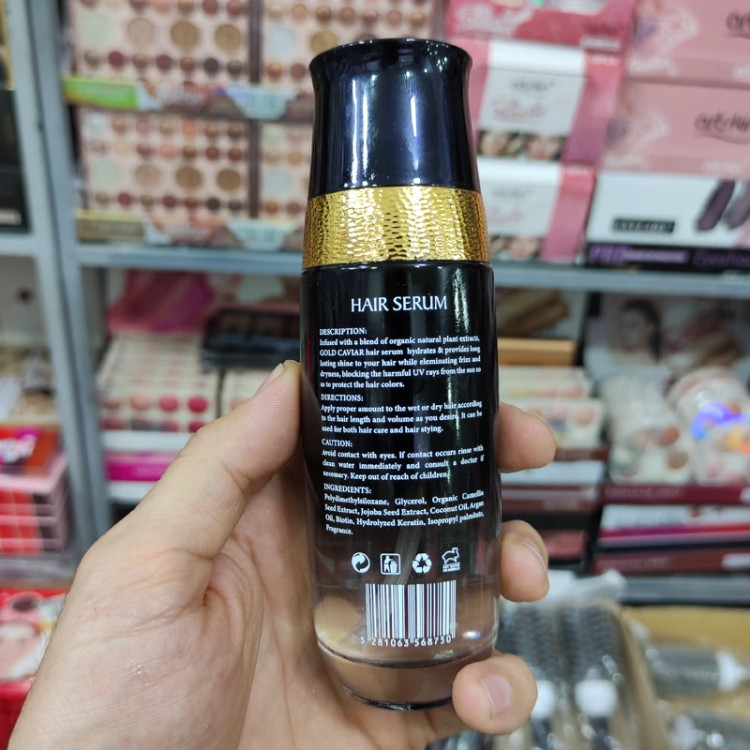 HAIR SERUM
DESCRIPTION:
Infused with a blend of organic natural plant extracts,
GOLD CAVIAR hair serum hydrates & provides long
lasting shine to your hair while eleminating frizz and
dryness, blocking the harmful UV rays from the sun so
as to protect the hair colors.
DIRECTIONS:
Apply proper amount to the wet or dry hair according
to the hair length and volume as you desire. It can be
used for both hair care and hair stying.
CAUTION:
Avoid contact with eyes. If contact occurs rinse with
clean water immediately and consult a doctor if
necessary. Keep out of reach of children.
INGREDIENTS:
Polydimethylsiloxane, Glycerol, Organic Camellia
Seed Extract, Jojoba Seed Extract, Coconut Oil, Argan
Oil, Biotin, Hydrolyzed Keratin, Isopropyl palmitate,
Fragrance.
5 281063 568750